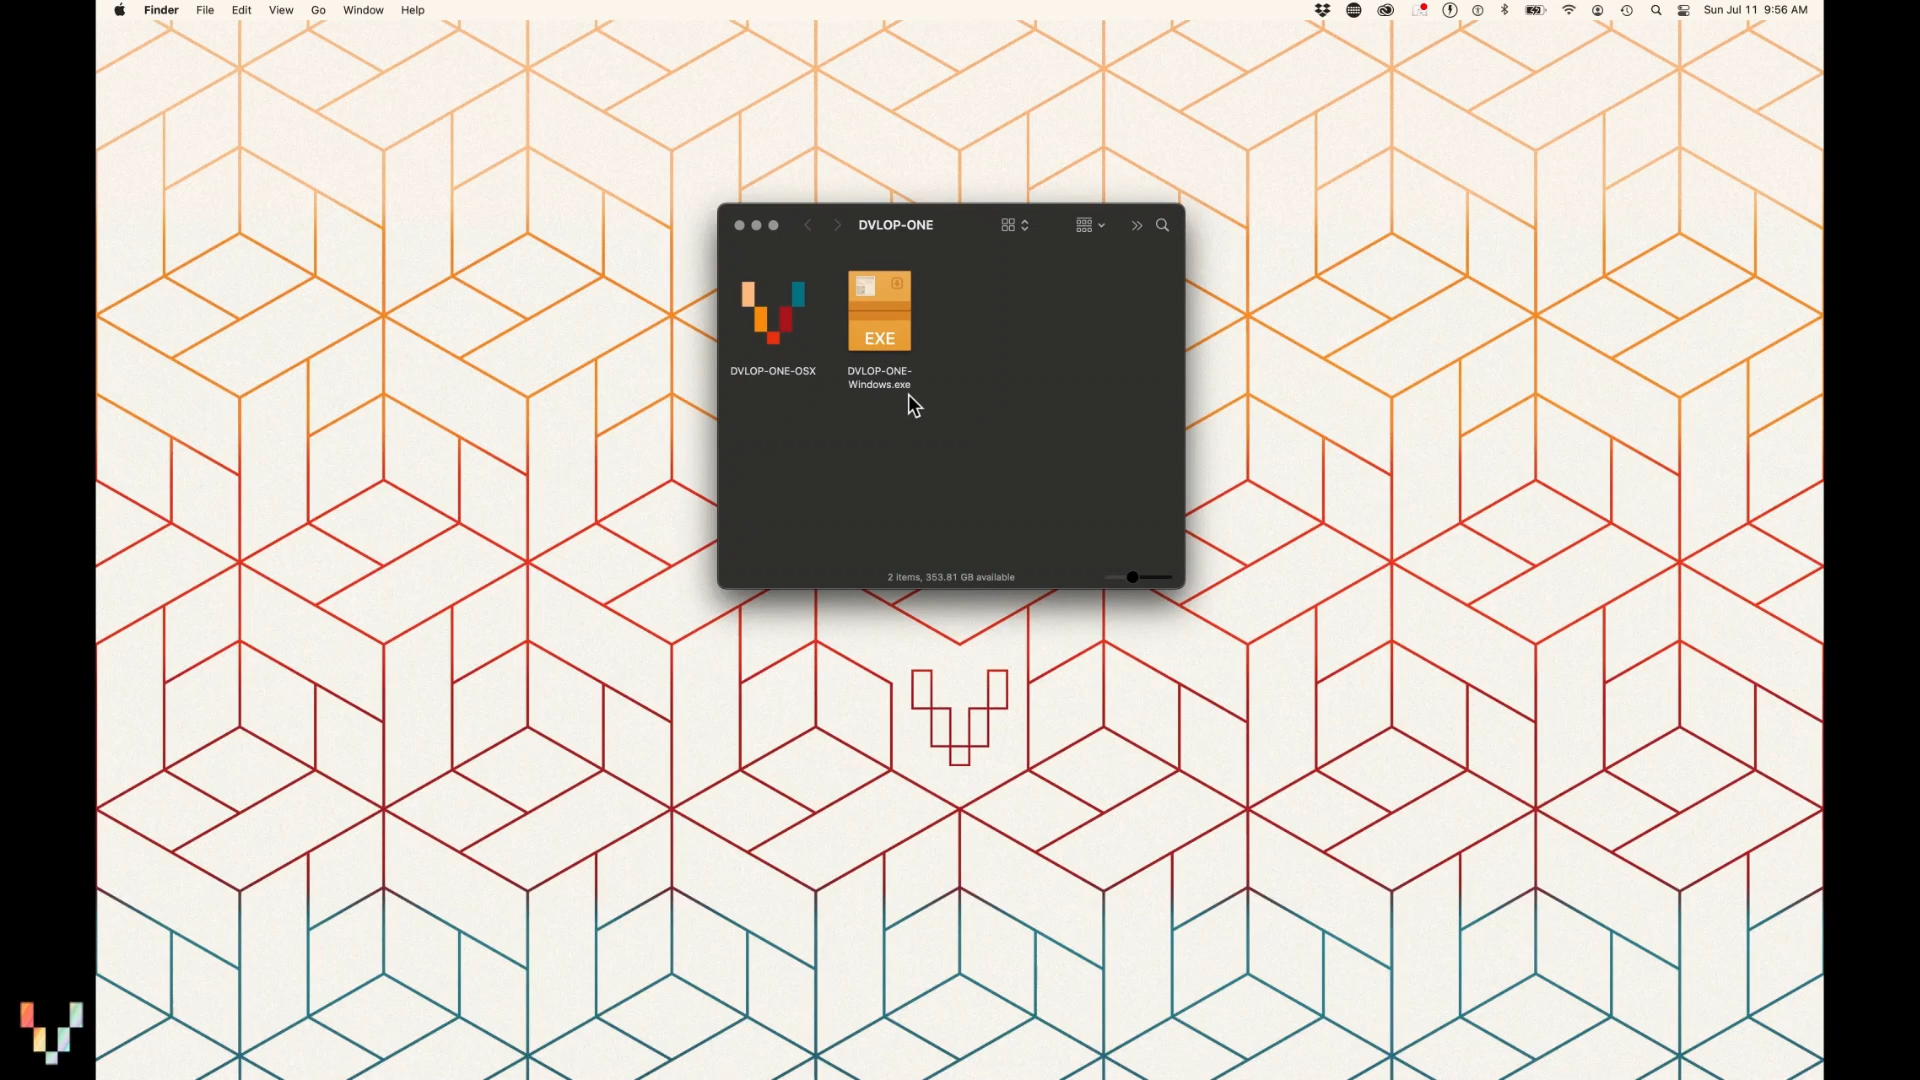 Finder File Edit View Go Window Help
Sun Jul 11 9:56 AM
DVLOP-ONE
EXE
DVLOP-ONE-OSX
DVLOP-ONE-
Windows.exe
2 items, 353.81 GB available